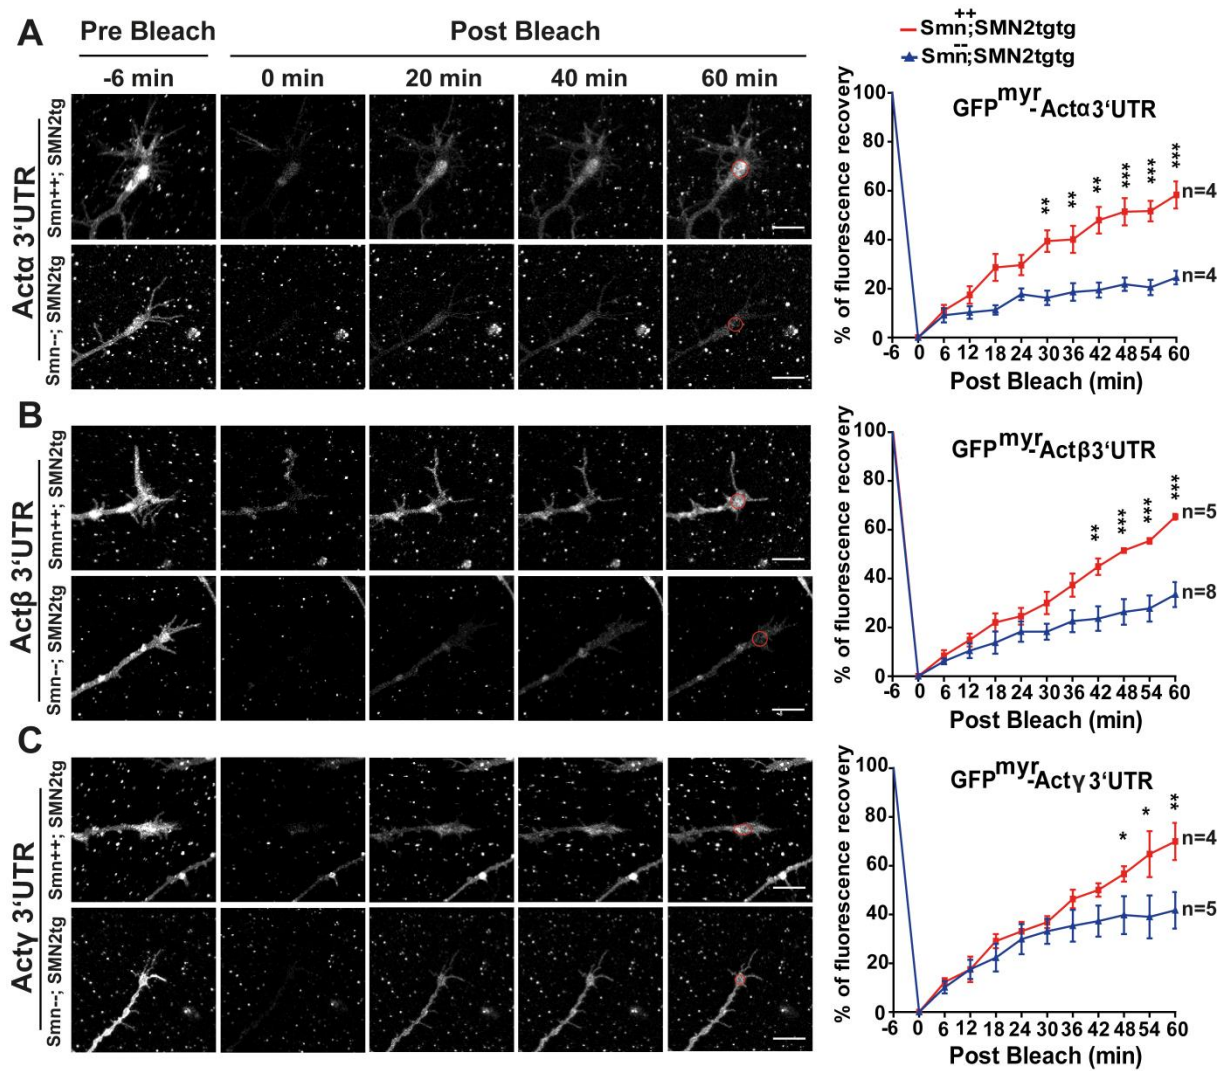 A
Pre Bleach
Post Bleach
-6 min
0 min
20 min
40 min
60 min
Actα 3‘UTR
Smn++; SMN2tg
Smn--; SMN2tg
Smn++;SMN2tgtg
Smn--;SMN2tgtg
GFPmyr-Actα3‘UTR
% of fluorescence recovery
100
80
60
40
20
0
** ** ** *** *** ***
n=4
n=4
-6 0 6 12 18 24 30 36 42 48 54 60
Post Bleach (min)
B
Actβ 3‘UTR
Smn++; SMN2tg
Smn--; SMN2tg
GFPmyr-Actβ3‘UTR
% of fluorescence recovery
100
80
60
40
20
0
** *** *** ***
n=5
n=8
-6 0 6 12 18 24 30 36 42 48 54 60
Post Bleach (min)
C
Actγ 3‘UTR
Smn++; SMN2tg
Smn--; SMN2tg
GFPmyr-Actγ 3‘UTR
% of fluorescence recovery
100
80
60
40
20
0
* * **
n=4
n=5
-6 0 6 12 18 24 30 36 42 48 54 60
Post Bleach (min)